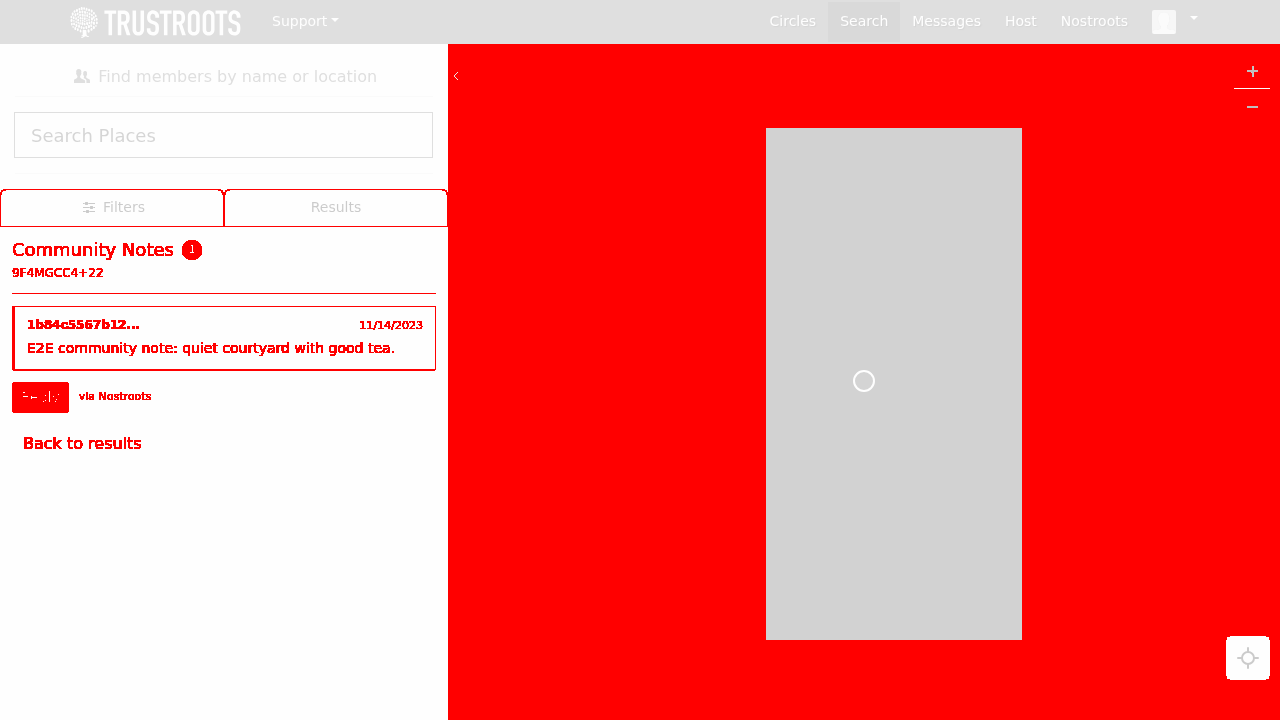 TRUSTROOTS Support Circles Search Messages Host Nostroots
Find members by name or location
Search Places
Filters Results
Community Notes 1
9F4MGCC4+22
1b84c5567b12... 11/14/2023
E2E community note: quiet courtyard with good tea.
via Nostroots
Back to results